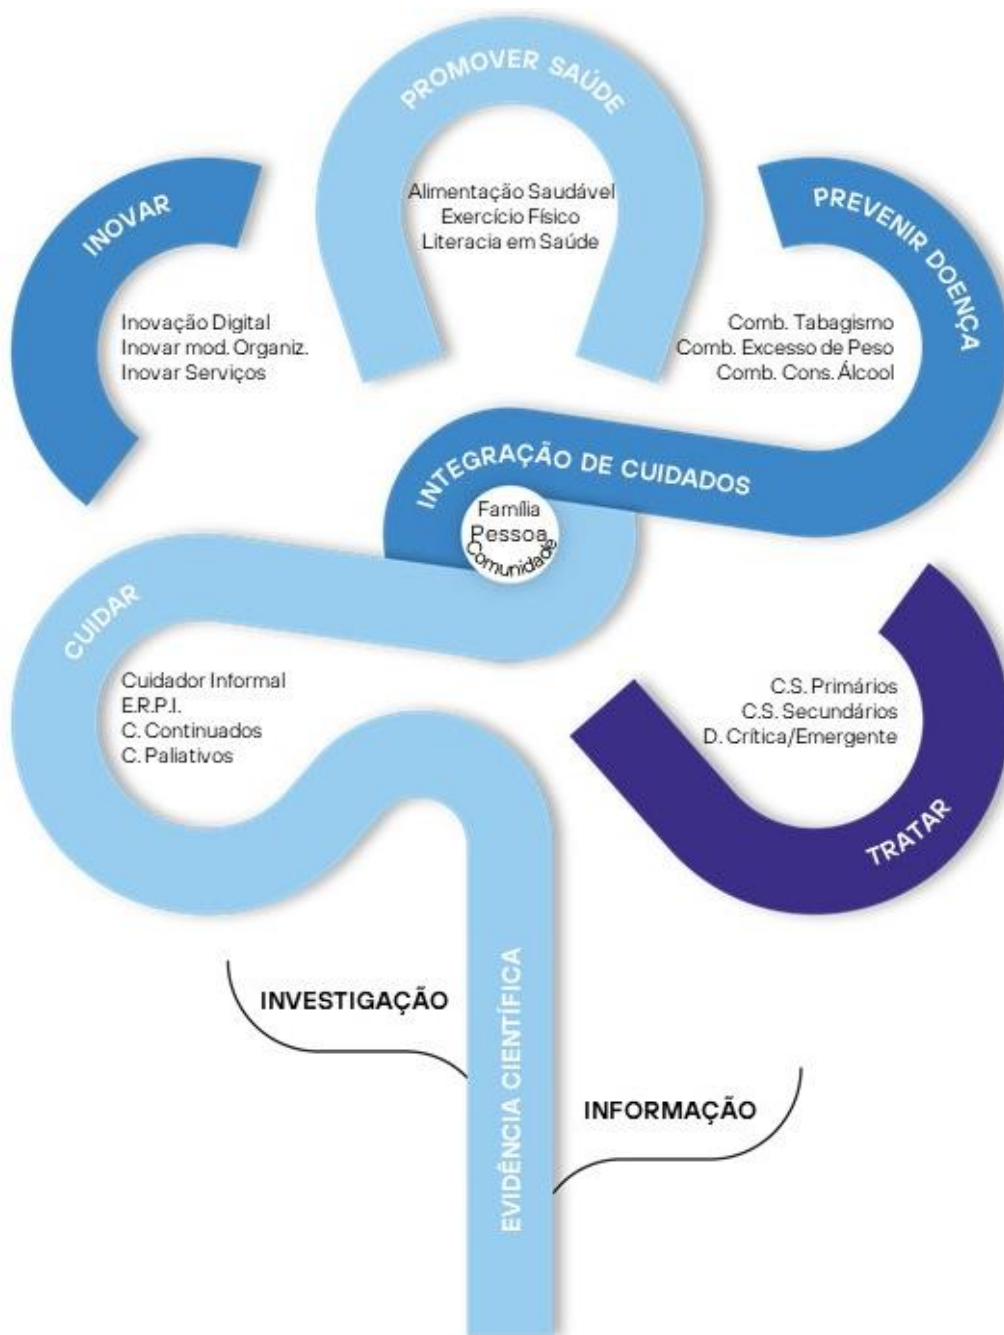 PROMOVER SAÚDE
Alimentação Saudável
Exercício Físico
Literacia em Saúde
INOVAR
Inovação Digital
Inovar mod. Organiz.
Inovar Serviços
PREVENIR DOENÇA
Comb. Tabagismo
Comb. Excesso de Peso
Comb. Cons. Álcool
INTEGRAÇÃO DE CUIDADOS
Família
Pessoa
Comunidade
CUIDAR
Cuidador Informal
E.R.P.I.
C. Continuados
C. Paliativos
C.S. Primários
C.S. Secundários
D. Crítica/Emergente
TRATAR
INVESTIGAÇÃO
EVIDÊNCIA CIENTÍFICA
INFORMAÇÃO